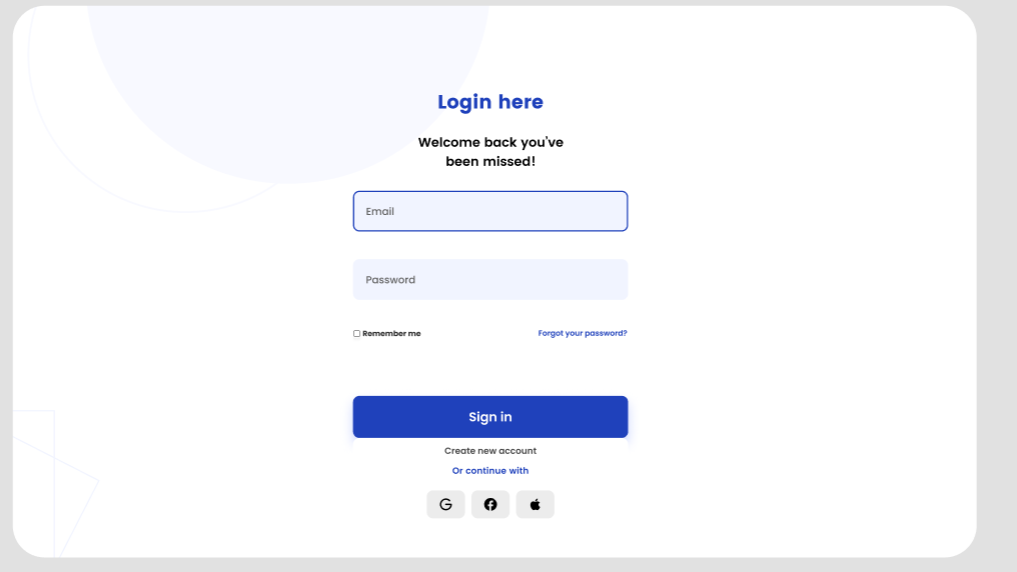 Login here
Welcome back you've
been missed!
Email
Password
Remember me
Forgot your password?
Sign in
Create new account
Or continue with